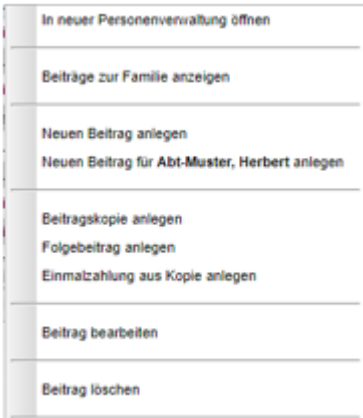 In neuer Personenverwaltung öffnen
Beiträge zur Familie anzeigen
Neuen Beitrag anlegen
Neuen Beitrag für Abt-Muster, Herbert anlegen
Beitragskopie anlegen
Folgebeitrag anlegen
Einmalzahlung aus Kopie anlegen
Beitrag bearbeiten
Beitrag löschen